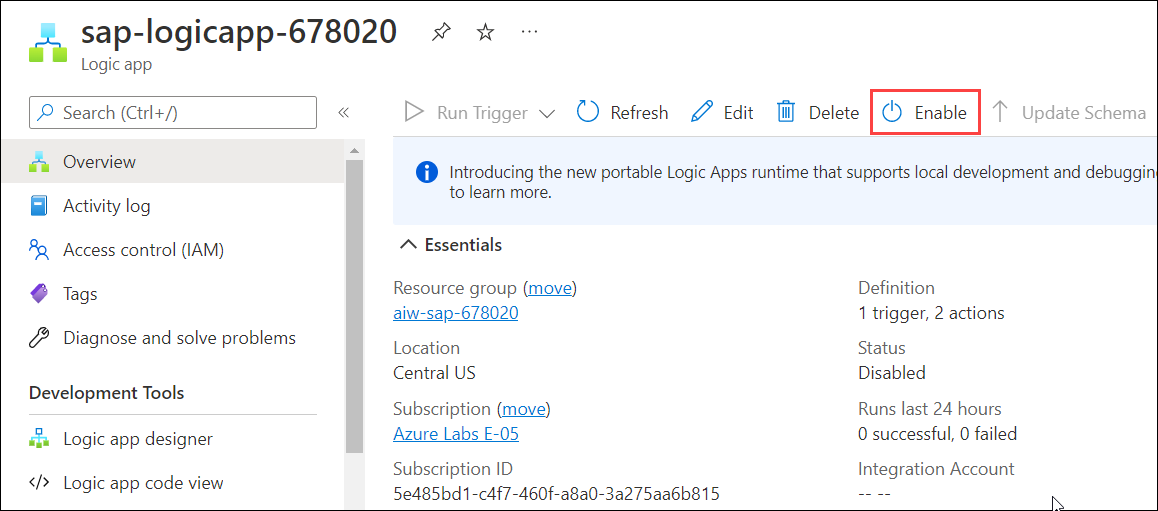 sap-logicapp-678020
Logic app
Search (Ctrl+/)
Overview
Activity log
Access control (IAM)
Tags
Diagnose and solve problems
Development Tools
Logic app designer
Logic app code view
Run Trigger Refresh Edit Delete Enable Update Schema
Introducing the new portable Logic Apps runtime that supports local development and debugging
to learn more.
Essentials
Resource group (move)
aiw-sap-678020
Location
Central US
Subscription (move)
Azure Labs E-05
Subscription ID
5e485bd1-c4f7-460f-a8a0-3a275aa6b815
Definition
1 trigger, 2 actions
Status
Disabled
Runs last 24 hours
0 successful, 0 failed
Integration Account
-- --